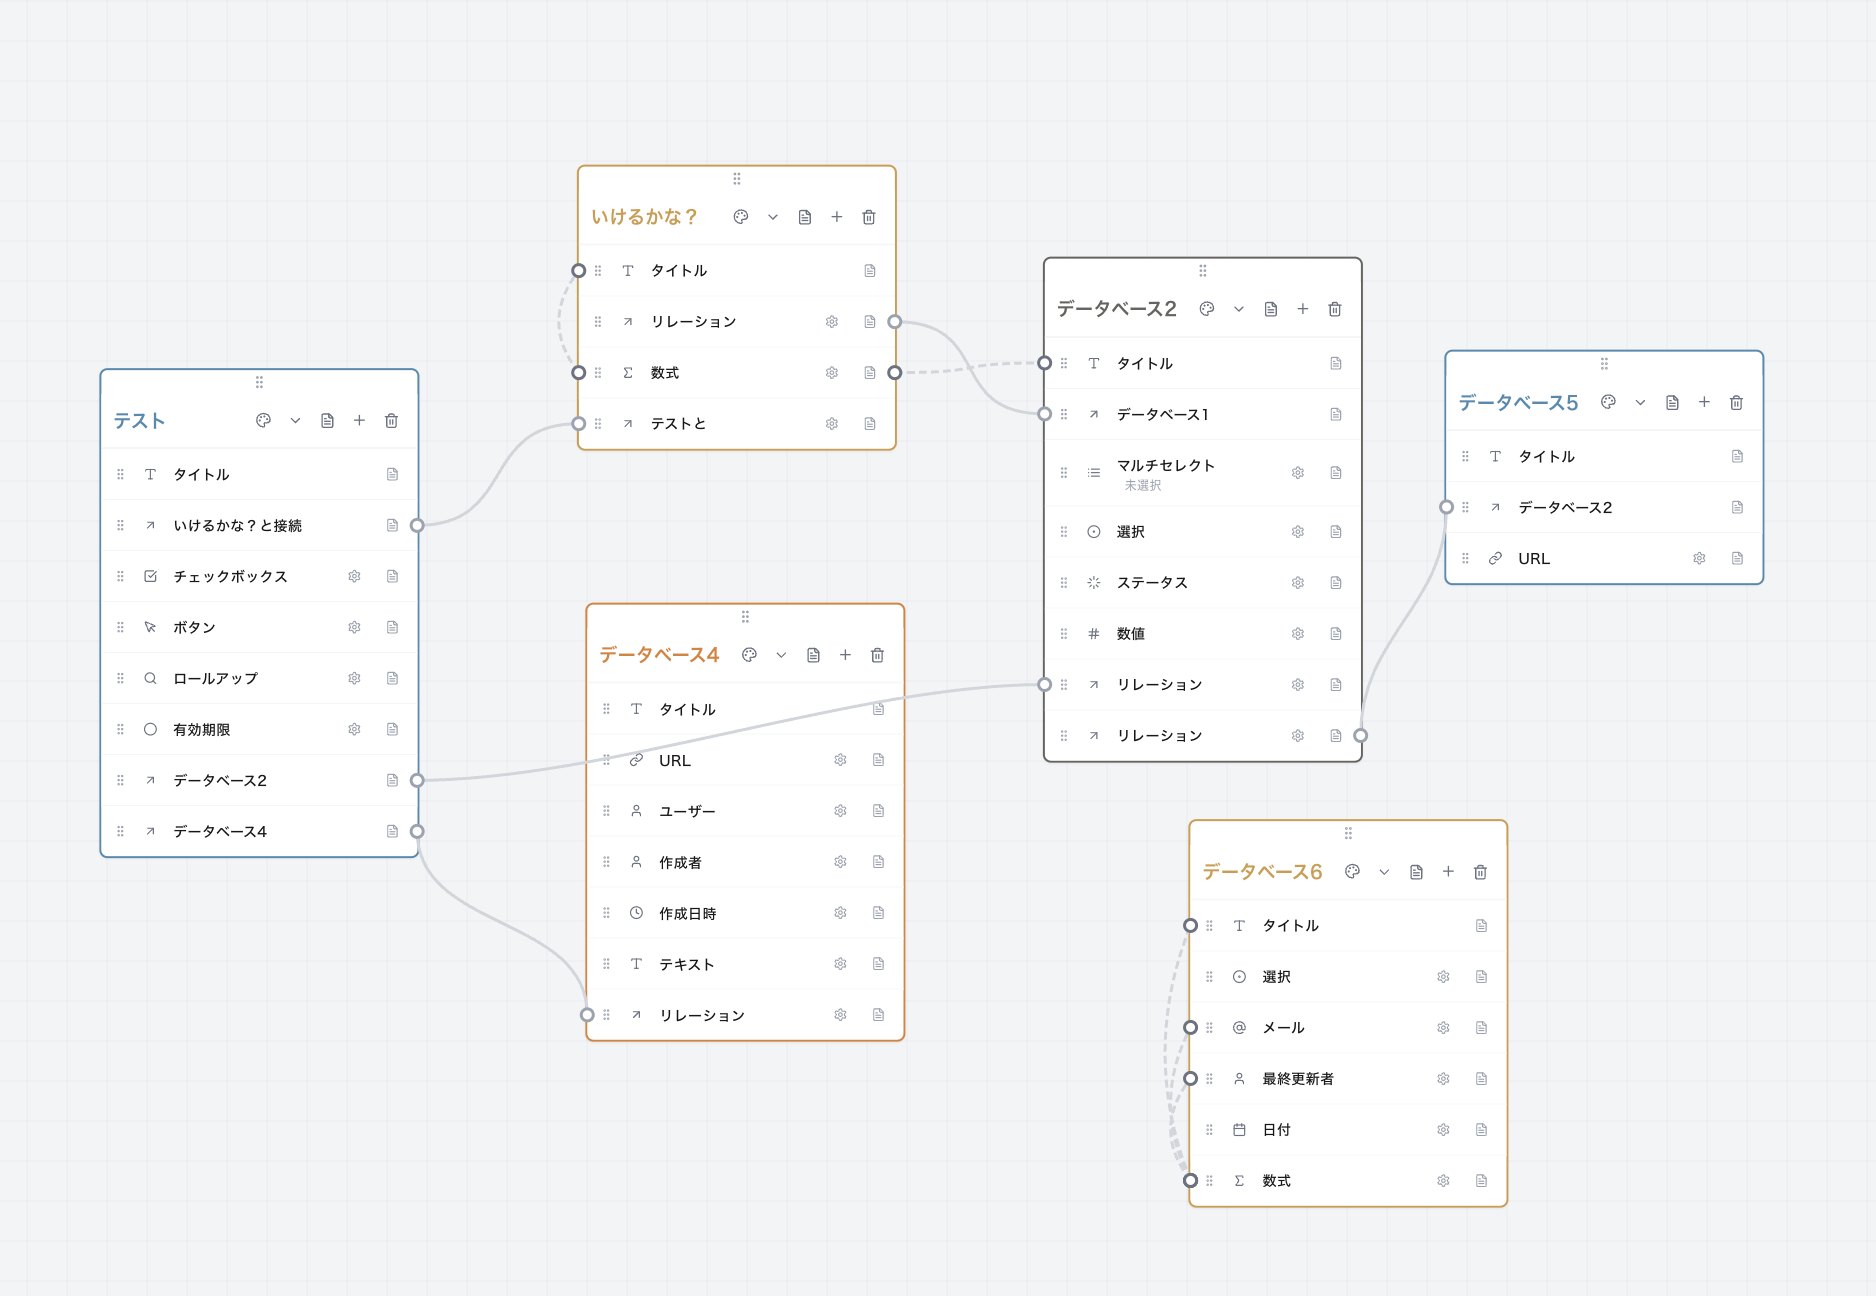 いけるかな？
タイトル
リレーション
数式
テストと
データベース2
タイトル
データベース1
マルチセレクト
未選択
選択
ステータス
数値
リレーション
リレーション
データベース5
タイトル
データベース2
URL
テスト
タイトル
いけるかな？と接続
チェックボックス
ボタン
ロールアップ
有効期限
データベース2
データベース4
データベース4
タイトル
URL
ユーザー
作成者
作成日時
テキスト
リレーション
データベース6
タイトル
選択
メール
最終更新者
日付
数式